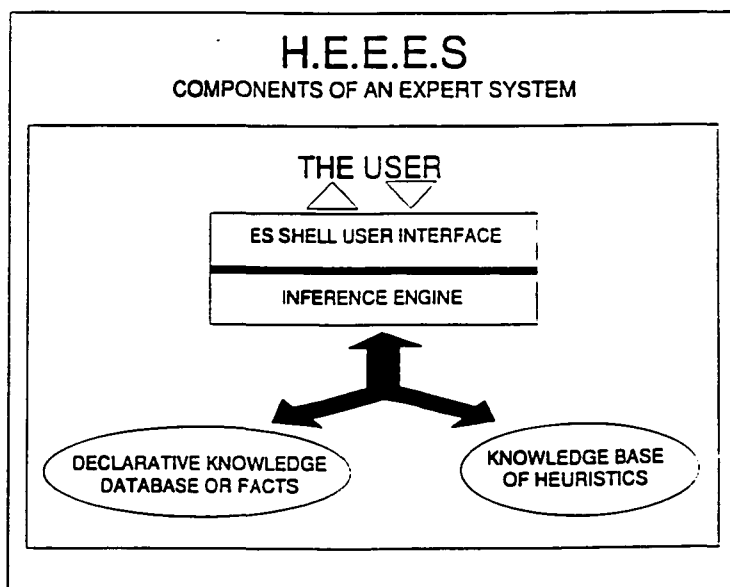 H.E.E.E.S
COMPONENTS OF AN EXPERT SYSTEM
THE USER
ES SHELL USER INTERFACE
INFERENCE ENGINE
DECLARATIVE KNOWLEDGE
DATABASE OR FACTS
KNOWLEDGE BASE
OF HEURISTICS